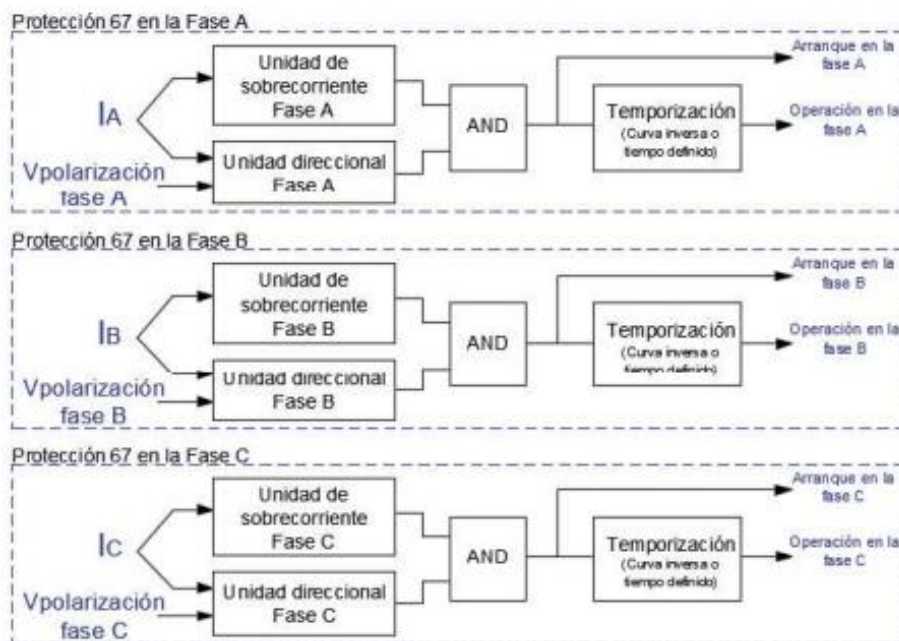 Protección 67 en la Fase A
Unidad de
sobrecorriente
Fase A
IA
Unidad direccional
Fase A
Vpolarización
fase A
AND
Temporización
(Curva inversa o
tiempo definido)
Arranque en la
fase A
Operación en la
fase A
Protección 67 en la Fase B
Unidad de
sobrecorriente
Fase B
IB
Unidad direccional
Fase B
Vpolarización
fase B
AND
Temporización
(Curva inversa o
tiempo definido)
Arranque en la
fase B
Operación en la
fase B
Protección 67 en la Fase C
Unidad de
sobrecorriente
Fase C
IC
Unidad direccional
Fase C
Vpolarización
fase C
AND
Temporización
(Curva inversa o
tiempo definido)
Arranque en la
fase C
Operación en la
fase C